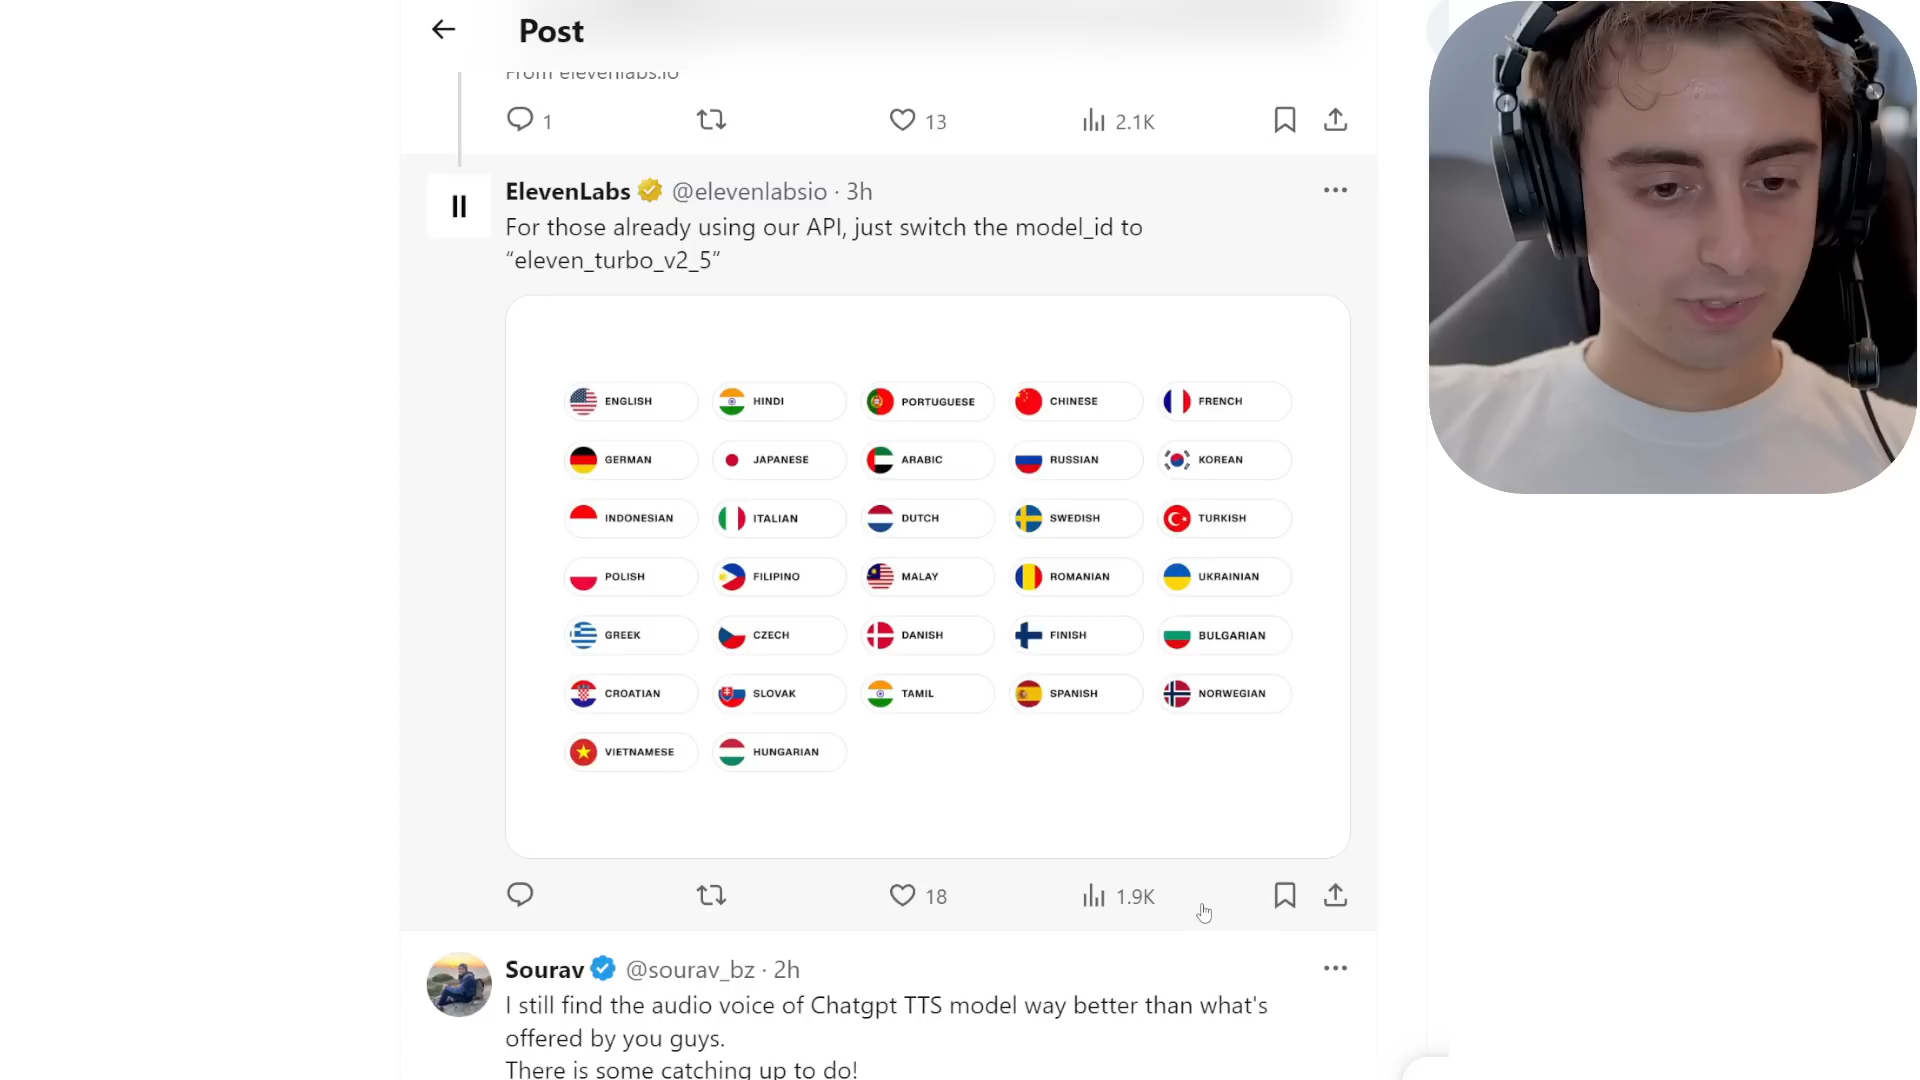 Post
From elevenlabs.io
1 13 2.1K
ElevenLabs @elevenlabsio · 3h
For those already using our API, just switch the model_id to
“eleven_turbo_v2_5”
ENGLISH HINDI PORTUGUESE CHINESE FRENCH
GERMAN JAPANESE ARABIC RUSSIAN KOREAN
INDONESIAN ITALIAN DUTCH SWEDISH TURKISH
POLISH FILIPINO MALAY ROMANIAN UKRAINIAN
GREEK CZECH DANISH FINISH BULGARIAN
CROATIAN SLOVAK TAMIL SPANISH NORWEGIAN
VIETNAMESE HUNGARIAN
18 1.9K
Sourav @sourav_bz · 2h
I still find the audio voice of Chatgpt TTS model way better than what's
offered by you guys.
There is some catching up to do!